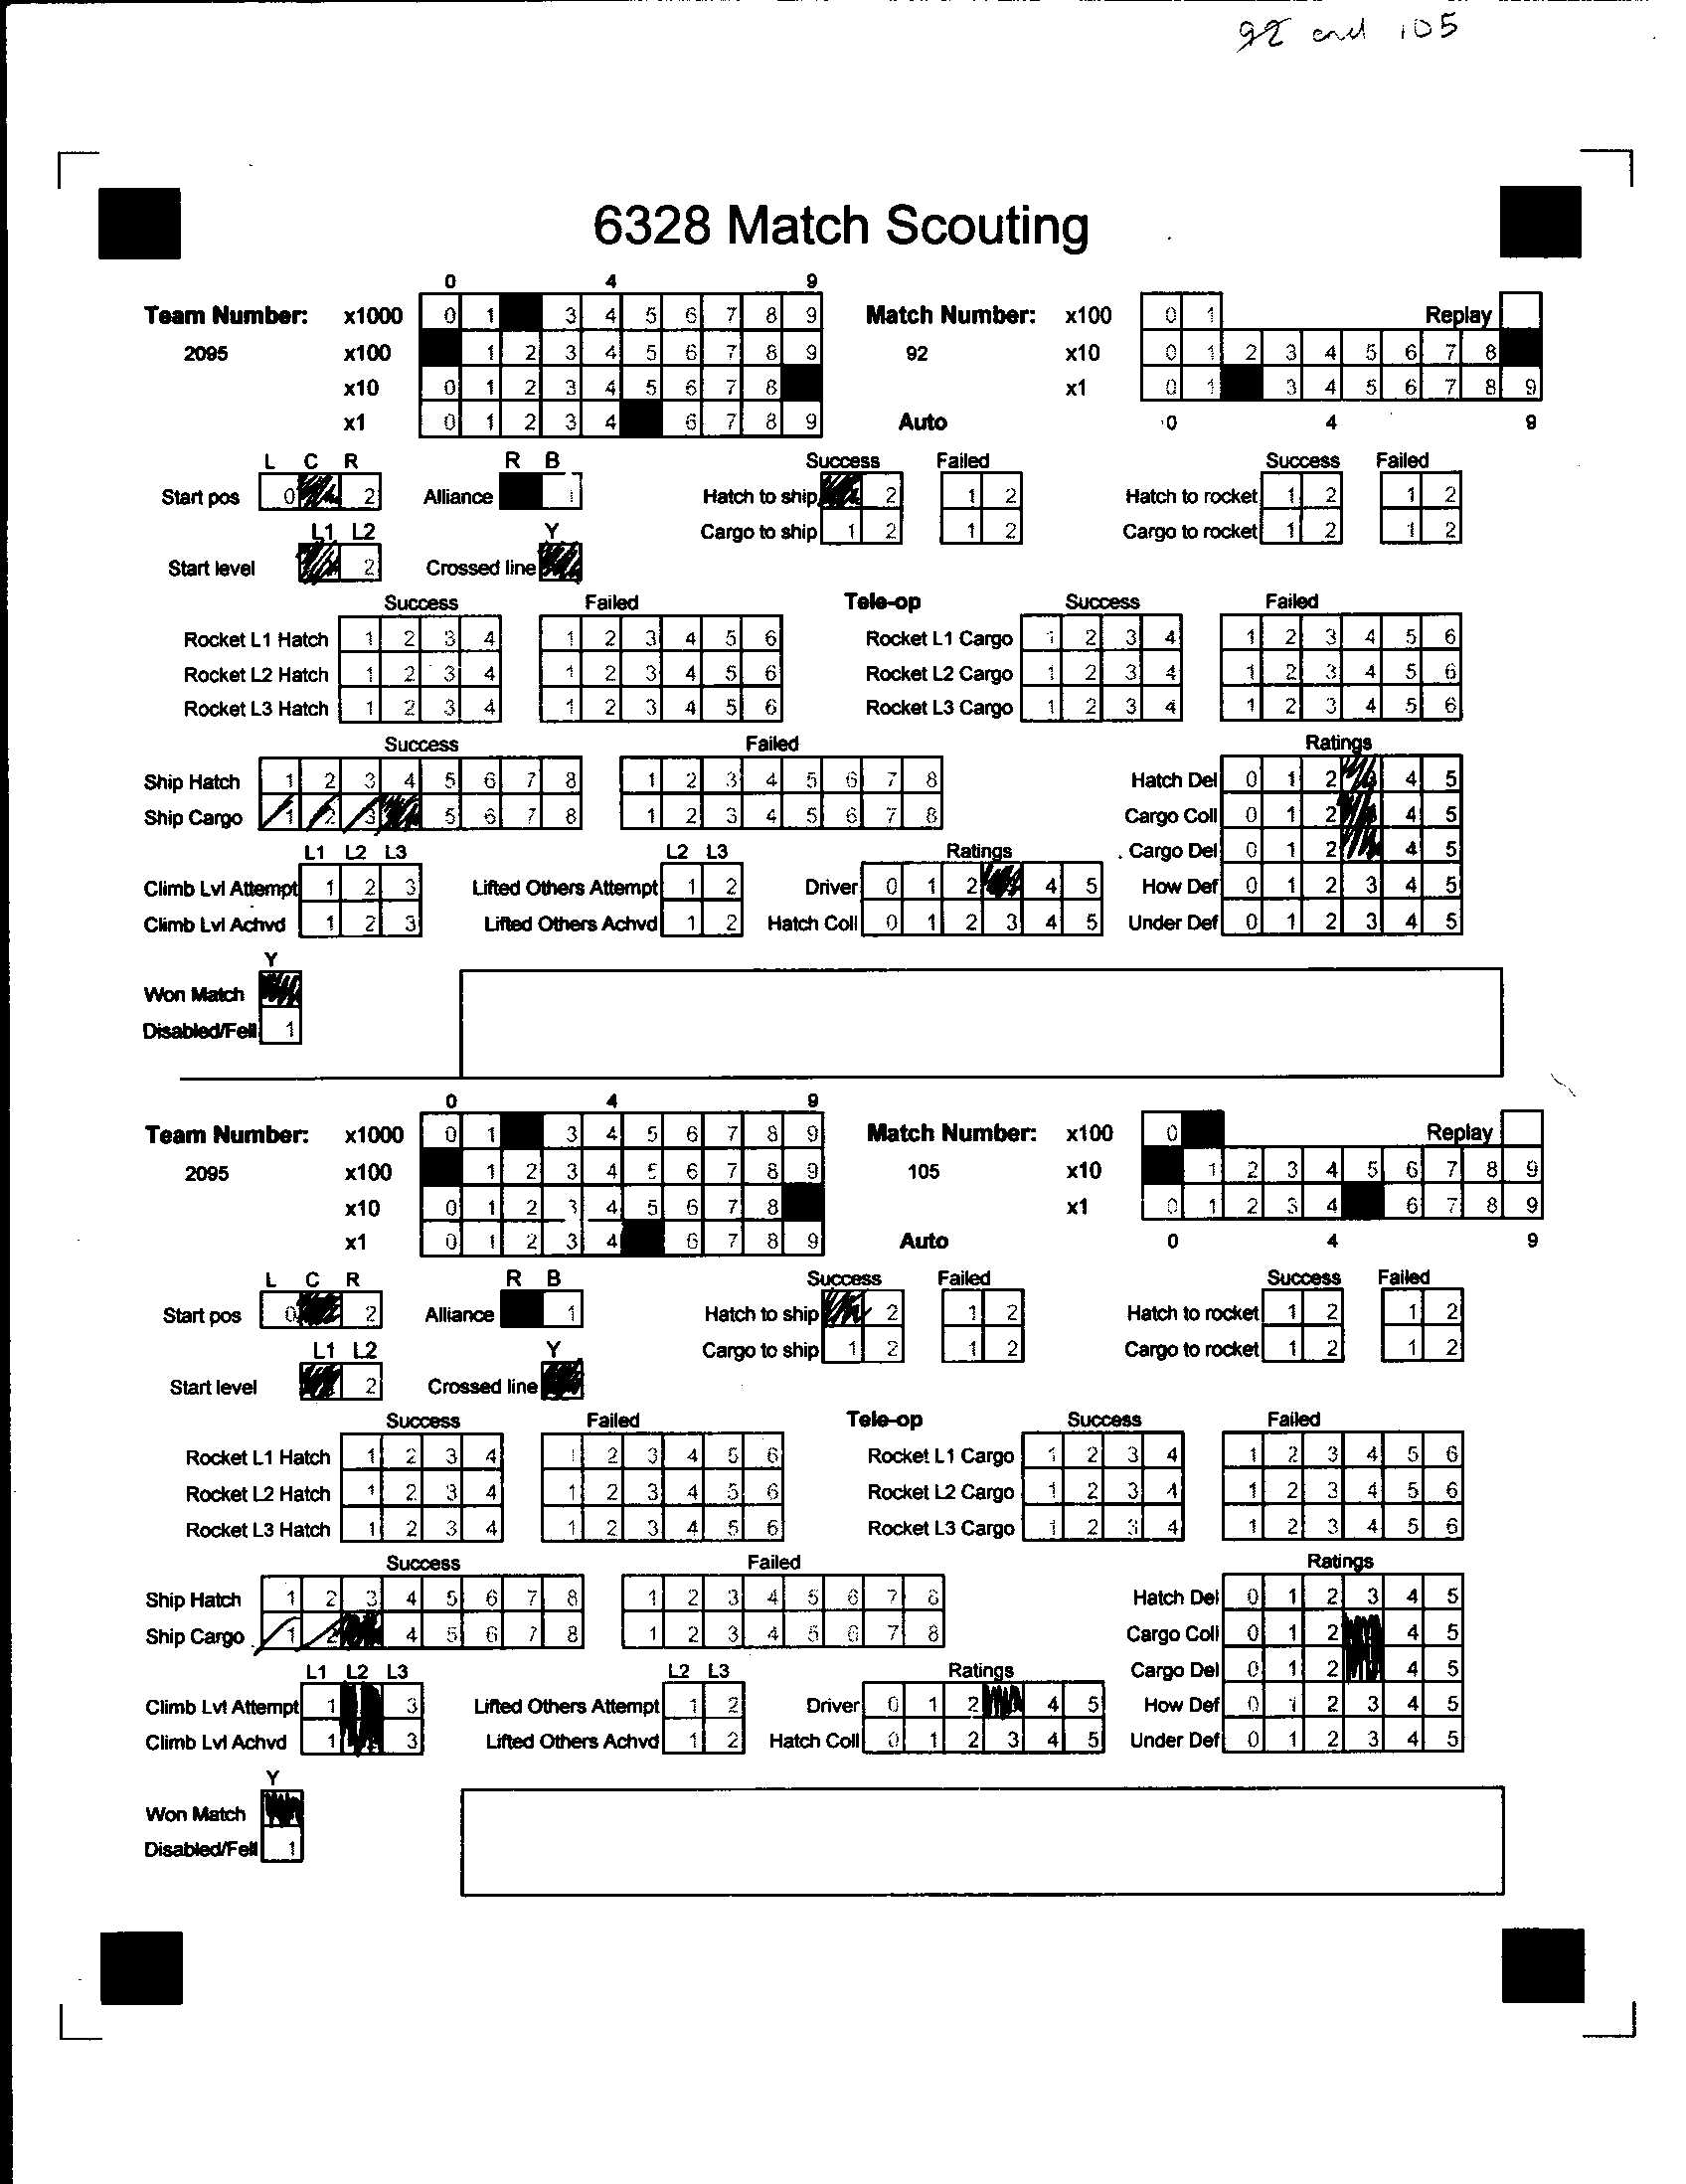 92 and 105
6328 Match Scouting
0 4 9
Team Number: x1000 0 1 3 4 5 6 7 8 9 Match Number: x100 0 1 Replay
2095 x100 1 2 3 4 5 6 7 8 9 92 x10 0 1 2 3 4 5 6 7 8
x10 0 1 2 3 4 5 6 7 8 x1 0 1 3 4 5 6 7 8 9
x1 0 1 2 3 4 6 7 8 9 Auto 0 4 9
L C R R B Success Failed Success Failed
Start pos 0 2 Alliance 1 Hatch to ship 2 1 2 Hatch to rocket 1 2 1 2
L1 L2 Y Cargo to ship 1 2 1 2 Cargo to rocket 1 2 1 2
Start level 2 Crossed line
Success Failed Tele-op Success Failed
Rocket L1 Hatch 1 2 3 4 1 2 3 4 5 6 Rocket L1 Cargo 1 2 3 4 1 2 3 4 5 6
Rocket L2 Hatch 1 2 3 4 1 2 3 4 5 6 Rocket L2 Cargo 1 2 3 4 1 2 3 4 5 6
Rocket L3 Hatch 1 2 3 4 1 2 3 4 5 6 Rocket L3 Cargo 1 2 3 4 1 2 3 4 5 6
Success Failed Ratings
Ship Hatch 1 2 3 4 5 6 7 8 1 2 3 4 5 6 7 8 Hatch Del 0 1 2 4 5
Ship Cargo 1 2 3 5 6 7 8 1 2 3 4 5 6 7 8 Cargo Coll 0 1 2 4 5
L1 L2 L3 L2 L3 Ratings Cargo Del 0 1 2 4 5
Climb Lvl Attempt 1 2 3 Lifted Others Attempt 1 2 Driver 0 1 2 4 5 How Def 0 1 2 3 4 5
Climb Lvl Achvd 1 2 3 Lifted Others Achvd 1 2 Hatch Coll 0 1 2 3 4 5 Under Def 0 1 2 3 4 5
Y
Won Match
Disabled/Fell 1
0 4 9
Team Number: x1000 0 1 3 4 5 6 7 8 9 Match Number: x100 0 Replay
2095 x100 1 2 3 4 5 6 7 8 9 105 x10 1 2 3 4 5 6 7 8 9
x10 0 1 2 3 4 5 6 7 8 x1 0 1 2 3 4 6 7 8 9
x1 0 1 2 3 4 6 7 8 9 Auto 0 4 9
L C R R B Success Failed Success Failed
Start pos 0 2 Alliance 1 Hatch to ship 2 1 2 Hatch to rocket 1 2 1 2
L1 L2 Y Cargo to ship 1 2 1 2 Cargo to rocket 1 2 1 2
Start level 2 Crossed line
Success Failed Tele-op Success Failed
Rocket L1 Hatch 1 2 3 4 1 2 3 4 5 6 Rocket L1 Cargo 1 2 3 4 1 2 3 4 5 6
Rocket L2 Hatch 1 2 3 4 1 2 3 4 5 6 Rocket L2 Cargo 1 2 3 4 1 2 3 4 5 6
Rocket L3 Hatch 1 2 3 4 1 2 3 4 5 6 Rocket L3 Cargo 1 2 3 4 1 2 3 4 5 6
Success Failed Ratings
Ship Hatch 1 2 3 4 5 6 7 8 1 2 3 4 5 6 7 8 Hatch Del 0 1 2 3 4 5
Ship Cargo 1 2 4 5 6 7 8 1 2 3 4 5 6 7 8 Cargo Coll 0 1 2 4 5
L1 L2 L3 L2 L3 Ratings Cargo Del 0 1 2 4 5
Climb Lvl Attempt 1 3 Lifted Others Attempt 1 2 Driver 0 1 2 4 5 How Def 0 1 2 3 4 5
Climb Lvl Achvd 1 3 Lifted Others Achvd 1 2 Hatch Coll 0 1 2 3 4 5 Under Def 0 1 2 3 4 5
Y
Won Match
Disabled/Fell 1